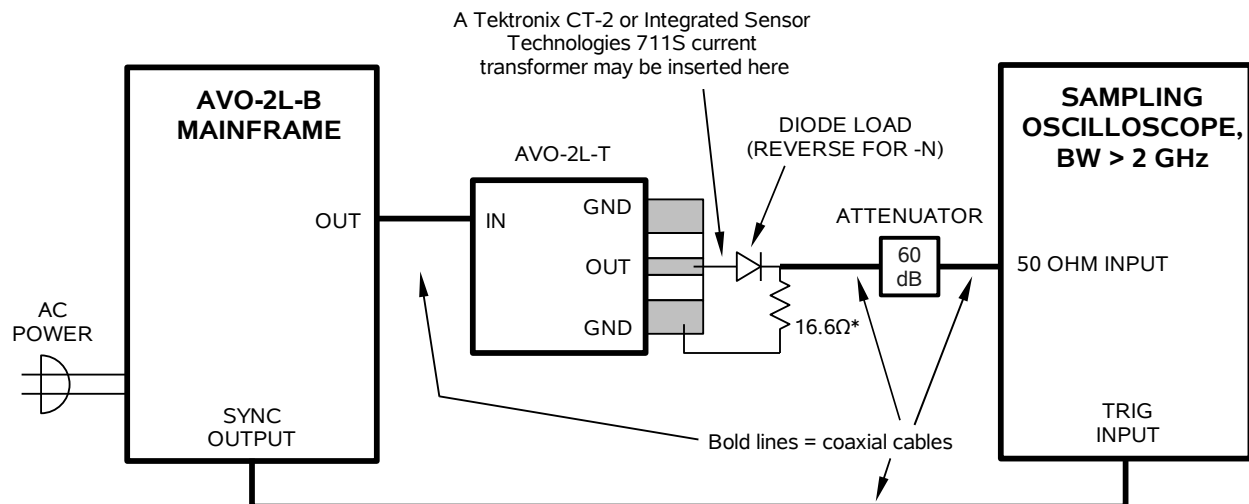 A Tektronix CT-2 or Integrated Sensor
Technologies 711S current
transformer may be inserted here
AVO-2L-B
MAINFRAME
SAMPLING
OSCILLOSCOPE,
BW > 2 GHz
DIODE LOAD
(REVERSE FOR -N)
AVO-2L-T
OUT
IN
GND
OUT
GND
ATTENUATOR
60
dB
50 OHM INPUT
16.6Ω*
AC
POWER
SYNC
OUTPUT
Bold lines = coaxial cables
TRIG
INPUT